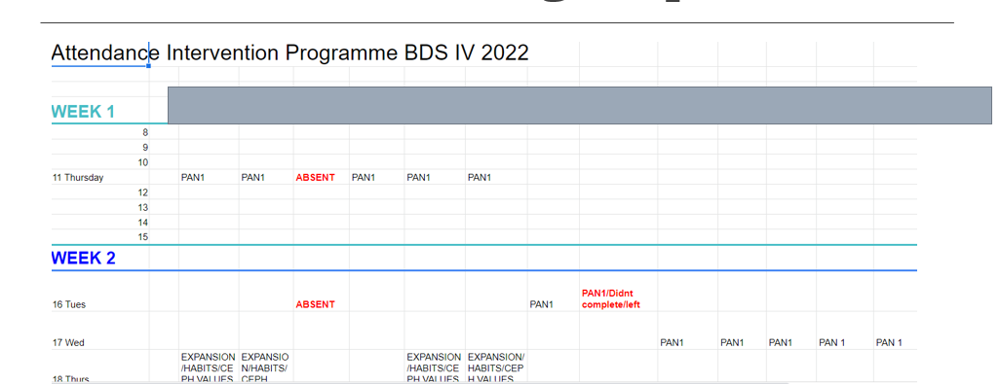 Attendance Intervention Programme BDS IV 2022
WEEK 1
8
9
10
11 Thursday PAN1 PAN1 ABSENT PAN1 PAN1 PAN1
12
13
14
15
WEEK 2
16 Tues ABSENT PAN1 PAN1/Didnt
complete/left
17 Wed PAN1 PAN1 PAN1 PAN 1 PAN 1
EXPANSION EXPANSIO EXPANSION EXPANSION/
/HABITS/CE N/HABITS/ /HABITS/CE HABITS/CEP
18 Thurs PH VALUES CEPH PH VALUES H VALUES